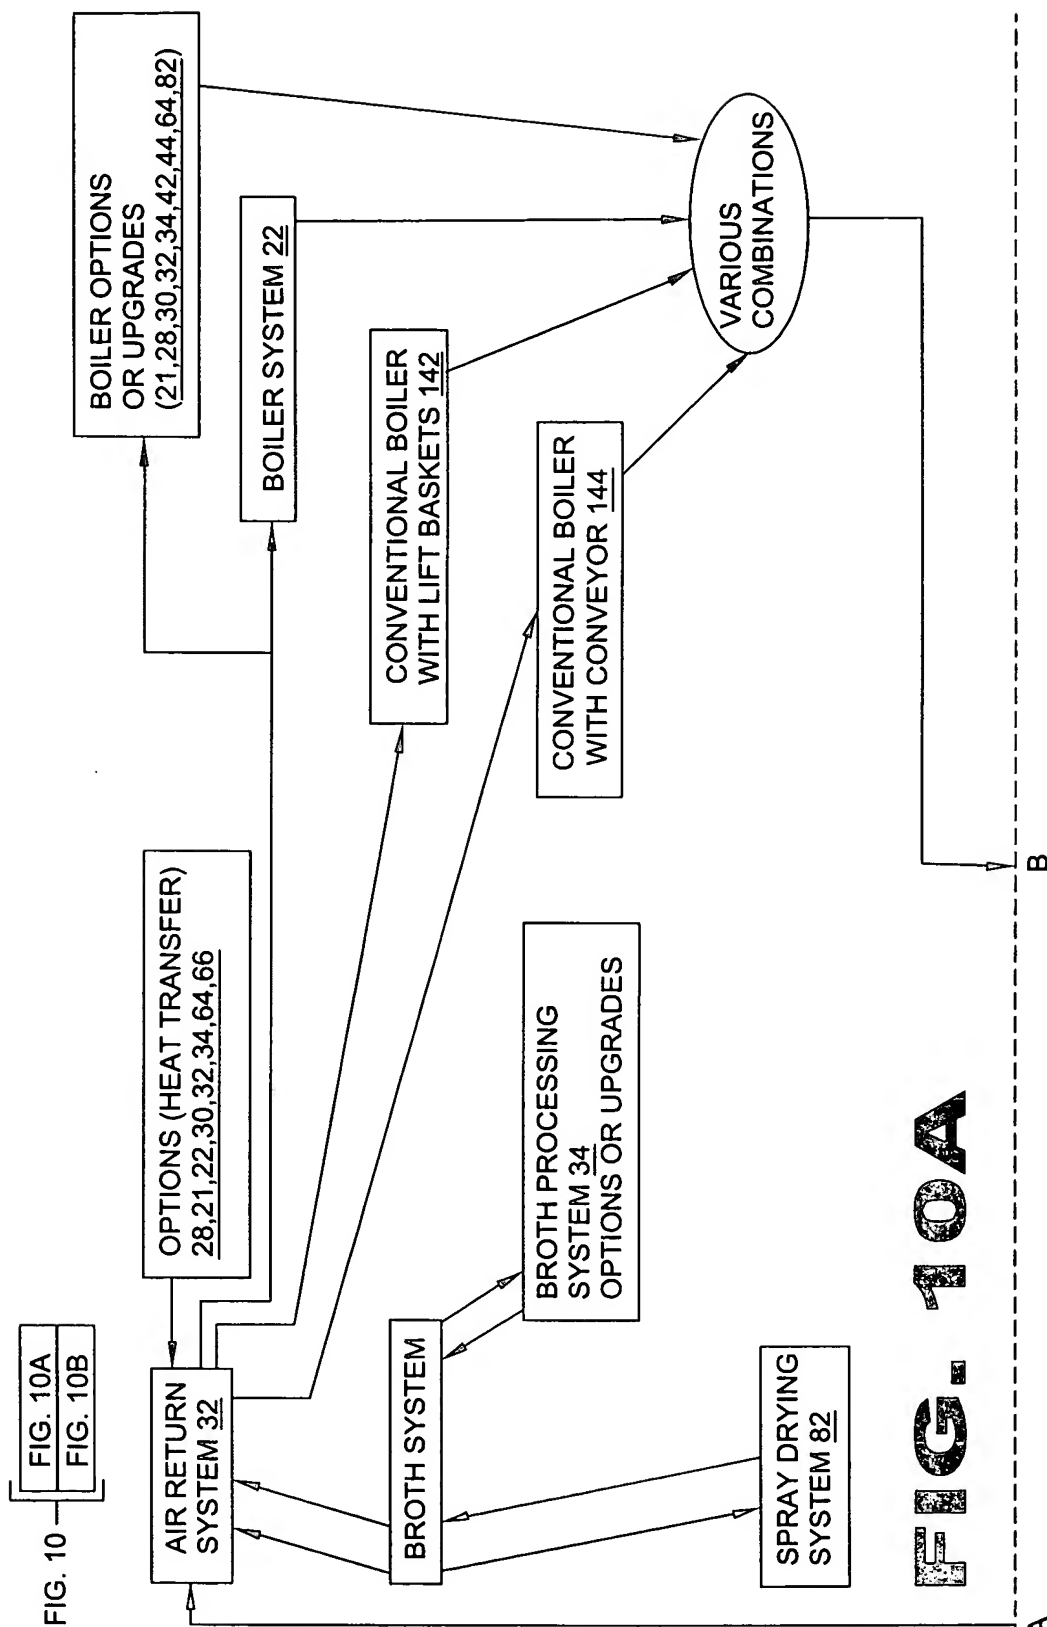 FIG. 10
FIG. 10A
FIG. 10B
AIR RETURN
SYSTEM 32
OPTIONS (HEAT TRANSFER)
28,21,22,30,32,34,64,66
BOILER OPTIONS
OR UPGRADES
(21,28,30,32,34,42,44,64,82)
BOILER SYSTEM 22
CONVENTIONAL BOILER
WITH LIFT BASKETS 142
CONVENTIONAL BOILER
WITH CONVEYOR 144
VARIOUS
COMBINATIONS
BROTH SYSTEM
BROTH PROCESSING
SYSTEM 34
OPTIONS OR UPGRADES
SPRAY DRYING
SYSTEM 82
FIG. 10A
A
B